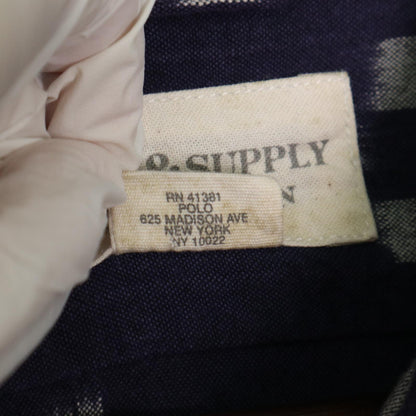 & SUPPLY
N
RN 41381
POLO
625 MADISON AVE
NEW YORK
NY 10022